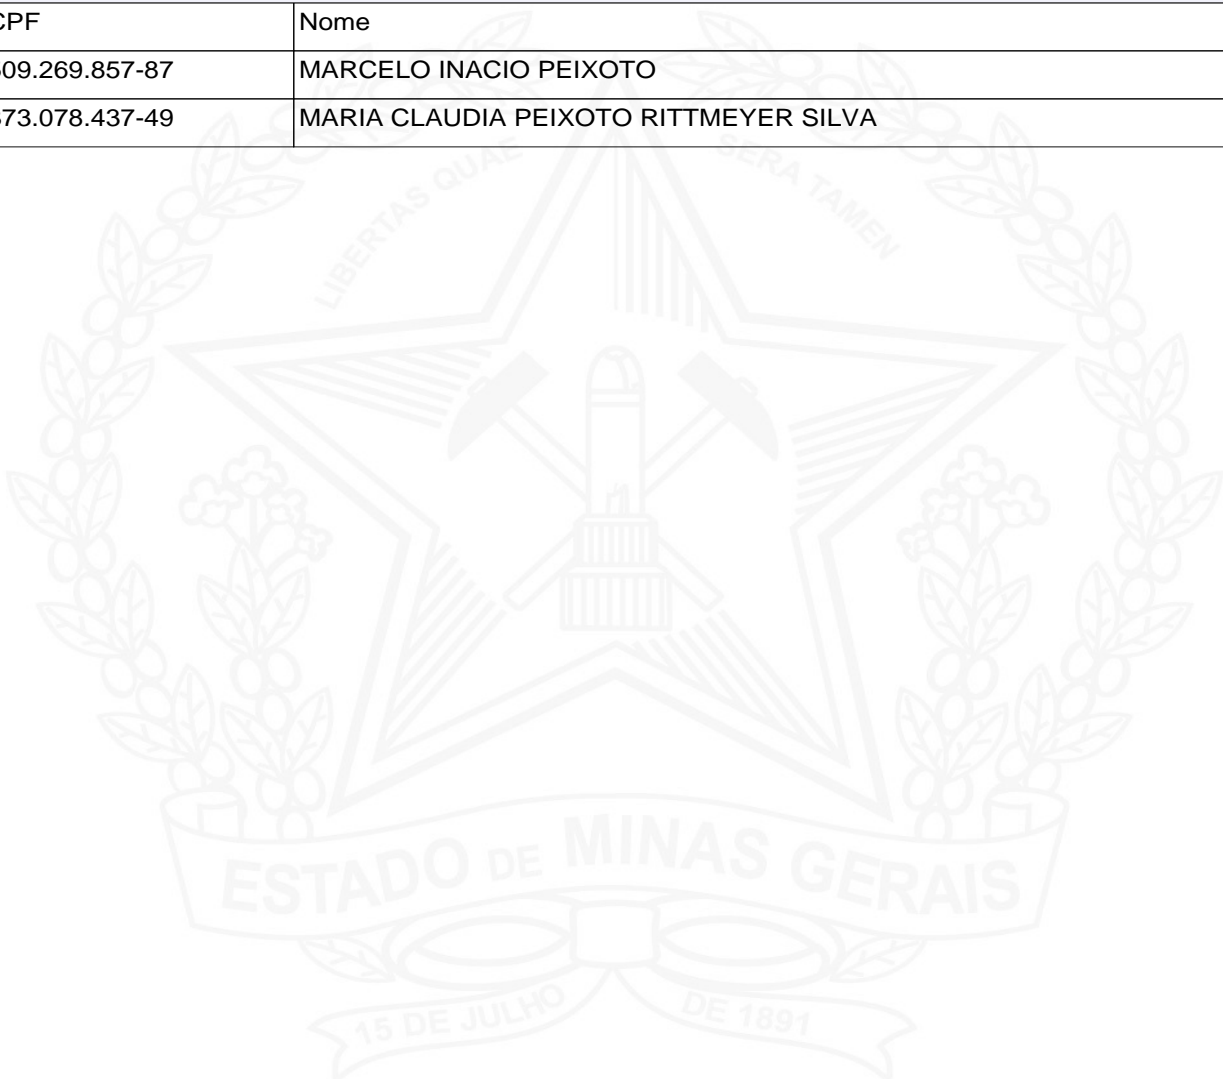 CPF Nome
09.269.857-87 MARCELO INACIO PEIXOTO
73.078.437-49 MARIA CLAUDIA PEIXOTO RITTMEYER SILVA
LIBERTAS QUAE SERA TAMEN
ESTADO DE MINAS GERAIS
15 DE JULHO DE 1891